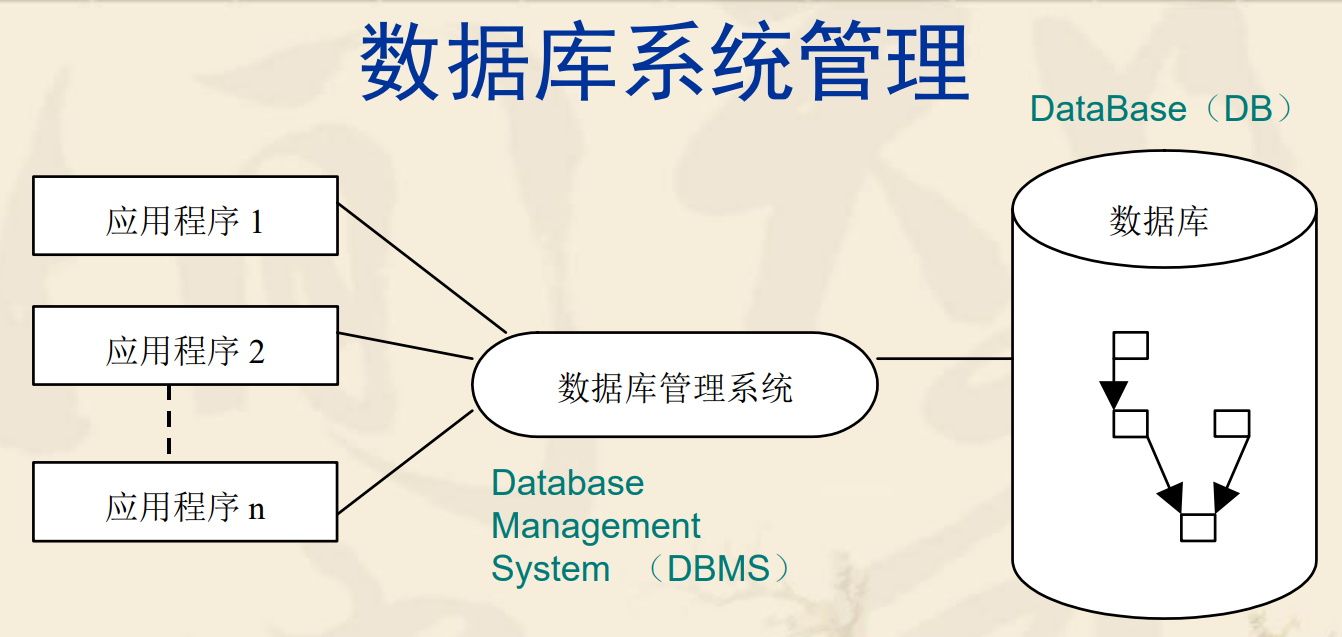 数据库系统管理
DataBase（DB）
应用程序 1
应用程序 2
应用程序 n
数据库管理系统
Database
Management
System （DBMS）
数据库